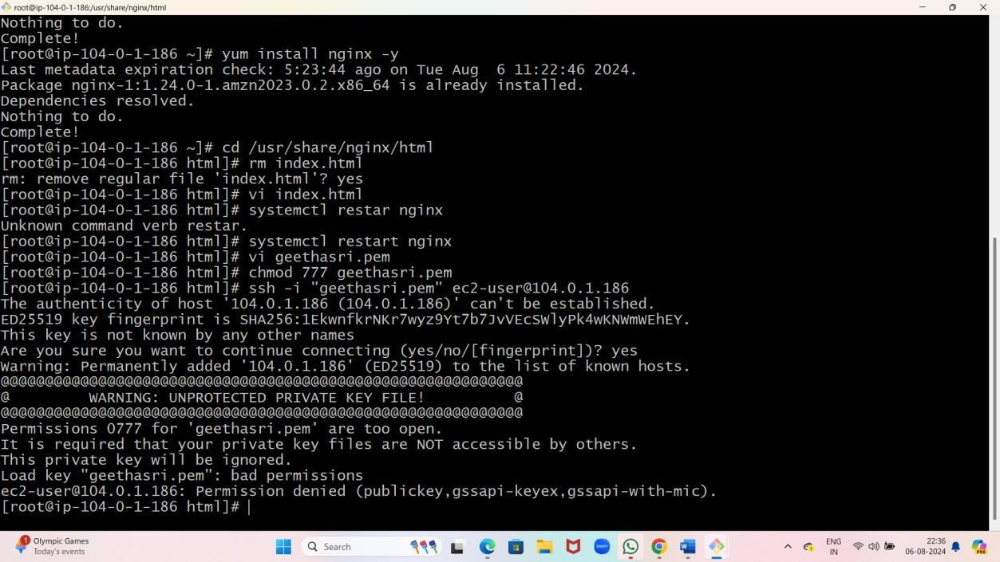 root@ip-104-0-1-186:/usr/share/nginx/html
Nothing to do.
Complete!
[root@ip-104-0-1-186 ~]# yum install nginx -y
Last metadata expiration check: 5:23:44 ago on Tue Aug  6 11:22:46 2024.
Package nginx-1:1.24.0-1.amzn2023.0.2.x86_64 is already installed.
Dependencies resolved.
Nothing to do.
Complete!
[root@ip-104-0-1-186 ~]# cd /usr/share/nginx/html
[root@ip-104-0-1-186 html]# rm index.html
rm: remove regular file 'index.html'? yes
[root@ip-104-0-1-186 html]# vi index.html
[root@ip-104-0-1-186 html]# systemctl restar nginx
Unknown command verb restar.
[root@ip-104-0-1-186 html]# systemctl restart nginx
[root@ip-104-0-1-186 html]# vi geethasri.pem
[root@ip-104-0-1-186 html]# chmod 777 geethasri.pem
[root@ip-104-0-1-186 html]# ssh -i "geethasri.pem" ec2-user@104.0.1.186
The authenticity of host '104.0.1.186 (104.0.1.186)' can't be established.
ED25519 key fingerprint is SHA256:1EkwnfkrNKr7wyz9Yt7b7JvVEcSWlyPk4wKNWmWEhEY.
This key is not known by any other names
Are you sure you want to continue connecting (yes/no/[fingerprint])? yes
Warning: Permanently added '104.0.1.186' (ED25519) to the list of known hosts.
@@@@@@@@@@@@@@@@@@@@@@@@@@@@@@@@@@@@@@@@@@@@@@@@@@@@@@@@@@@
@         WARNING: UNPROTECTED PRIVATE KEY FILE!          @
@@@@@@@@@@@@@@@@@@@@@@@@@@@@@@@@@@@@@@@@@@@@@@@@@@@@@@@@@@@
Permissions 0777 for 'geethasri.pem' are too open.
It is required that your private key files are NOT accessible by others.
This private key will be ignored.
Load key "geethasri.pem": bad permissions
ec2-user@104.0.1.186: Permission denied (publickey,gssapi-keyex,gssapi-with-mic).
[root@ip-104-0-1-186 html]#
1
Olympic Games
Today's events
Search
zoom
W
ENG
IN
22:36
06-08-2024
PRE